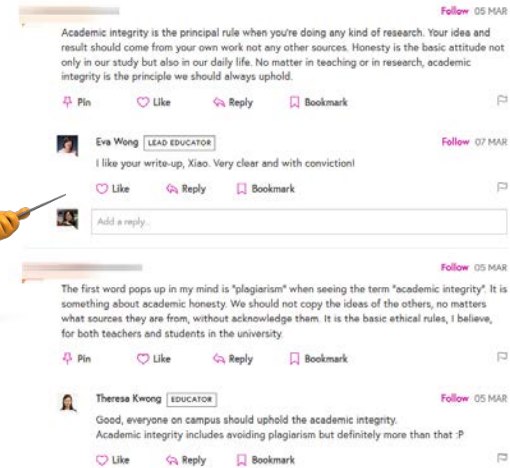 Follow 05 MAR
Academic integrity is the principal rule when you're doing any kind of research. Your idea and
result should come from your own work not any other sources. Honesty is the basic attitude not
only in our study but also in our daily life. No matter in teaching or in research, academic
integrity is the principle we should always uphold.
Pin Like Reply Bookmark
Eva Wong LEAD EDUCATOR Follow 07 MAR
I like your write-up, Xiao. Very clear and with conviction!
Like Reply Bookmark
Add a reply..
Follow 05 MAR
The first word pops up in my mind is "plagiarism" when seeing the term "academic integrity". It is
something about academic honesty. We should not copy the ideas of the others, no matters
what sources they are from, without acknowledge them. It is the basic ethical rules, I believe,
for both teachers and students in the university.
Pin Like Reply Bookmark
Theresa Kwong EDUCATOR Follow 05 MAR
Good, everyone on campus should uphold the academic integrity.
Academic integrity includes avoiding plagiarism but definitely more than that :P
Like Reply Bookmark